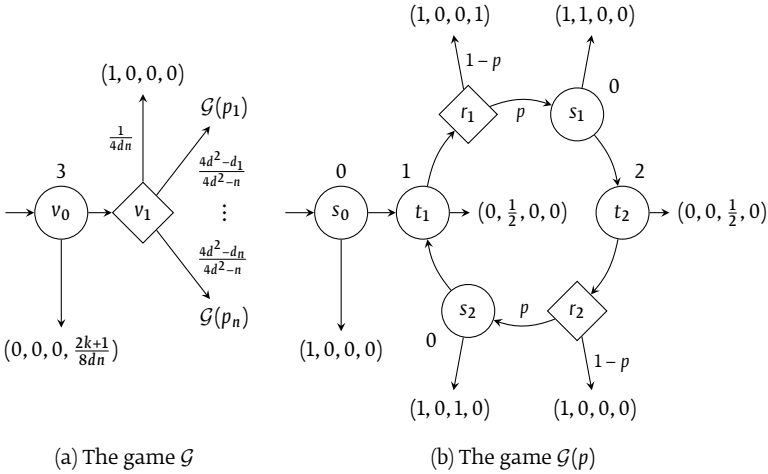 (1, 0, 0, 0)
3
v₀
1/4dn
v₁
𝒢(p₁)
4d²−d₁/4d²−n
⋮
4d²−dₙ/4d²−n
𝒢(pₙ)
(0, 0, 0, 2k+1/8dn)
(a) The game 𝒢
(1, 0, 0, 1)
(1, 1, 0, 0)
1 − p
r₁
p
s₁
0
0
s₀
1
t₁
(0, 1/2, 0, 0)
2
t₂
(0, 0, 1/2, 0)
(1, 0, 0, 0)
s₂
0
p
r₂
1 − p
(1, 0, 1, 0)
(1, 0, 0, 0)
(b) The game 𝒢(p)